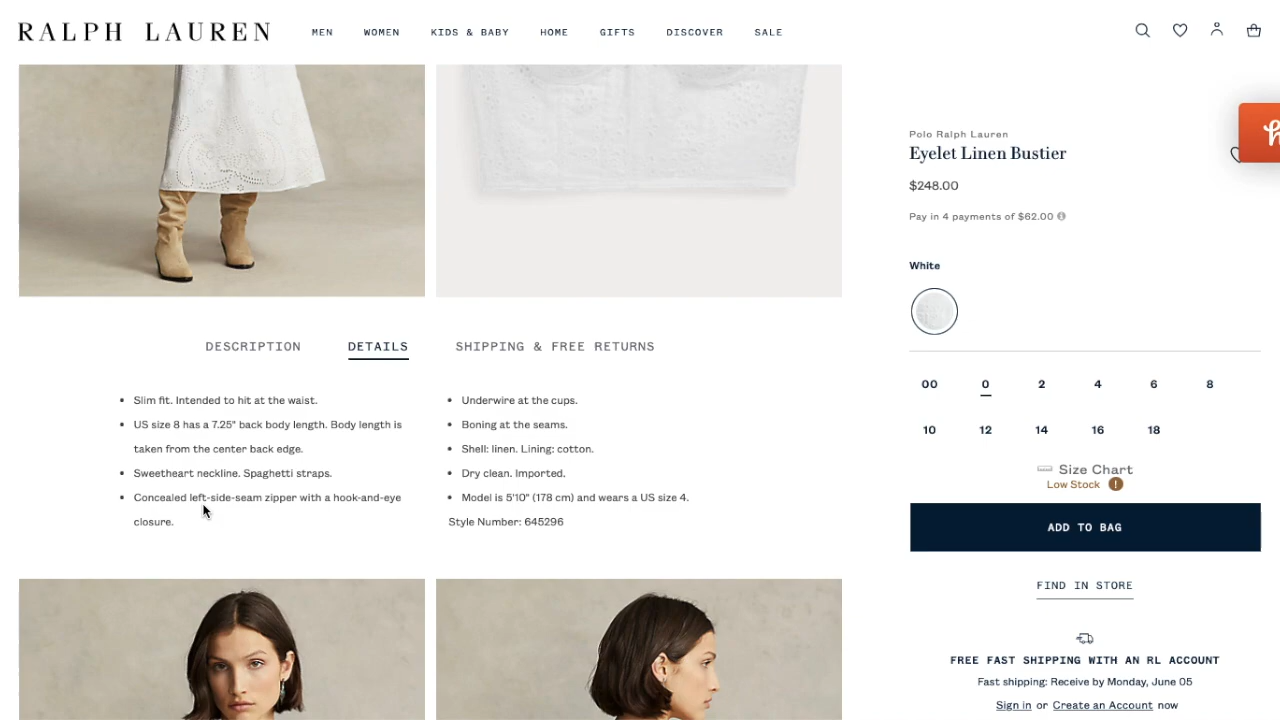 RALPH LAUREN
MEN WOMEN KIDS & BABY HOME GIFTS DISCOVER SALE
DESCRIPTION DETAILS SHIPPING & FREE RETURNS
Slim fit. Intended to hit at the waist.
US size 8 has a 7.25" back body length. Body length is
taken from the center back edge.
Sweetheart neckline. Spaghetti straps.
Concealed left-side-seam zipper with a hook-and-eye
closure.
Underwire at the cups.
Boning at the seams.
Shell: linen. Lining: cotton.
Dry clean. Imported.
Model is 5'10" (178 cm) and wears a US size 4.
Style Number: 645296
Polo Ralph Lauren
Eyelet Linen Bustier
$248.00
Pay in 4 payments of $62.00
White
00 0 2 4 6 8
10 12 14 16 18
Size Chart
Low Stock !
ADD TO BAG
FIND IN STORE
FREE FAST SHIPPING WITH AN RL ACCOUNT
Fast shipping: Receive by Monday, June 05
Sign in or Create an Account now